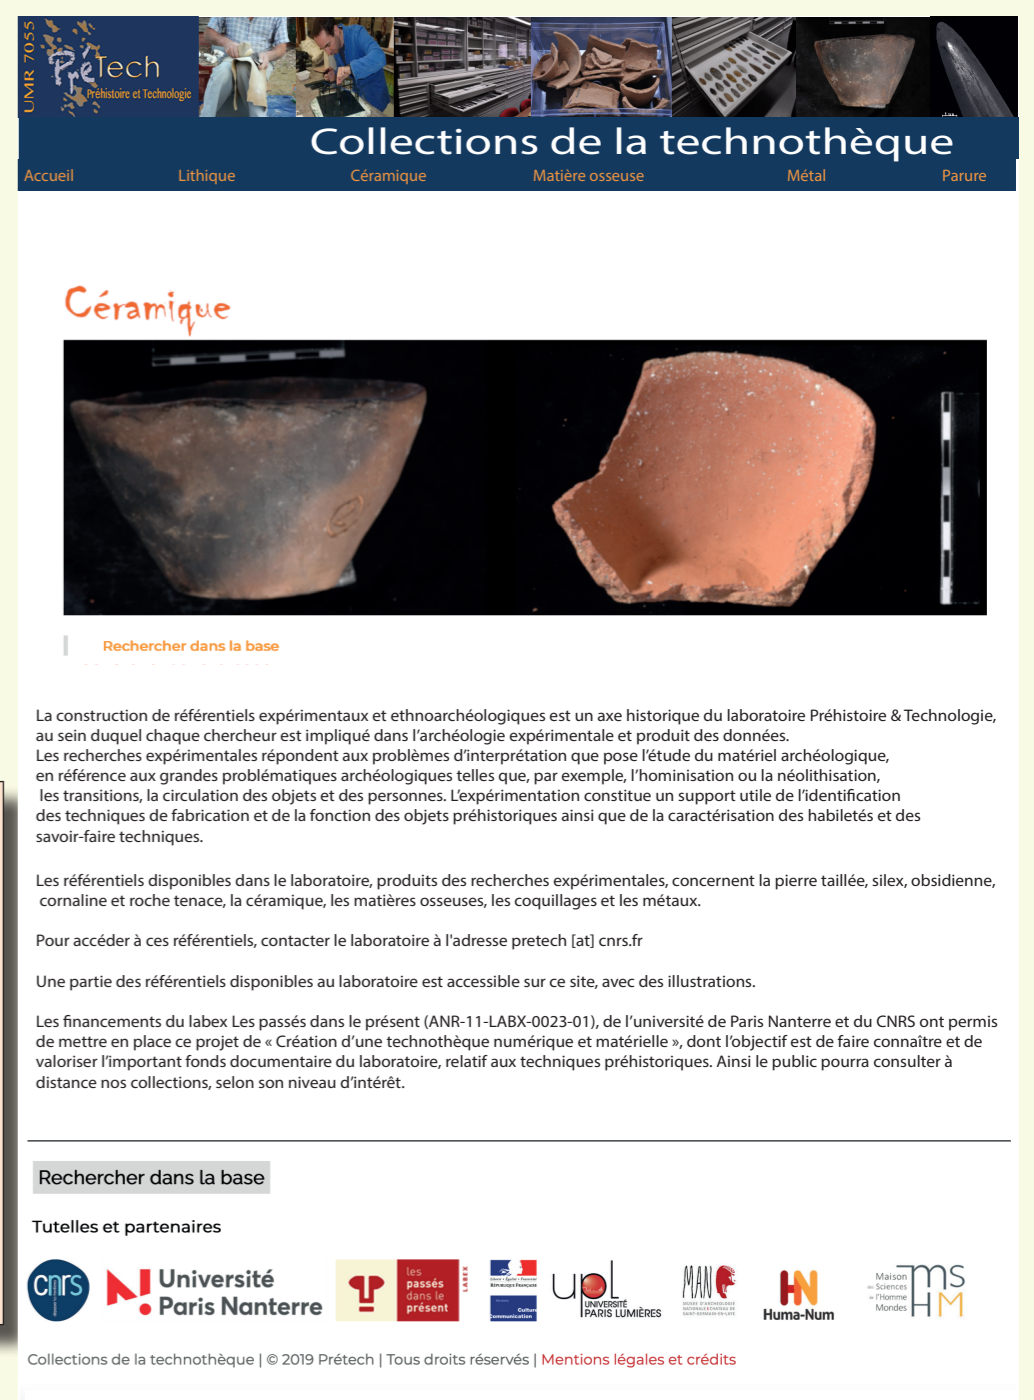 UMR 7055
PréTech
Préhistoire et Technologie
Collections de la technothèque
Accueil Lithique Céramique Matière osseuse Métal Parure
Céramique
Rechercher dans la base
La construction de référentiels expérimentaux et ethnoarchéologiques est un axe historique du laboratoire Préhistoire & Technologie,
au sein duquel chaque chercheur est impliqué dans l'archéologie expérimentale et produit des données.
Les recherches expérimentales répondent aux problèmes d'interprétation que pose l'étude du matériel archéologique,
en référence aux grandes problématiques archéologiques telles que, par exemple, l'hominisation ou la néolithisation,
les transitions, la circulation des objets et des personnes. L'expérimentation constitue un support utile de l'identification
des techniques de fabrication et de la fonction des objets préhistoriques ainsi que de la caractérisation des habiletés et des
savoir-faire techniques.
Les référentiels disponibles dans le laboratoire, produits des recherches expérimentales, concernent la pierre taillée, silex, obsidienne,
cornaline et roche tenace, la céramique, les matières osseuses, les coquillages et les métaux.
Pour accéder à ces référentiels, contacter le laboratoire à l'adresse pretech [at] cnrs.fr
Une partie des référentiels disponibles au laboratoire est accessible sur ce site, avec des illustrations.
Les financements du labex Les passés dans le présent (ANR-11-LABX-0023-01), de l'université de Paris Nanterre et du CNRS ont permis
de mettre en place ce projet de « Création d'une technothèque numérique et matérielle », dont l'objectif est de faire connaître et de
valoriser l'important fonds documentaire du laboratoire, relatif aux techniques préhistoriques. Ainsi le public pourra consulter à
distance nos collections, selon son niveau d'intérêt.
Rechercher dans la base
Tutelles et partenaires
cnrs
Université
Paris Nanterre
les
passés
dans le
présent
LABEX
RÉPUBLIQUE FRANÇAISE
Culture
Communication
upl
UNIVERSITÉ
PARIS LUMIÈRES
MAN
MUSÉE D'ARCHÉOLOGIE
NATIONALE
SAINT-GERMAIN-EN-LAYE
HN
Huma-Num
Maison
des Sciences
de l'Homme
Mondes
MSHM
Collections de la technothèque | © 2019 Prétech | Tous droits réservés | Mentions légales et crédits